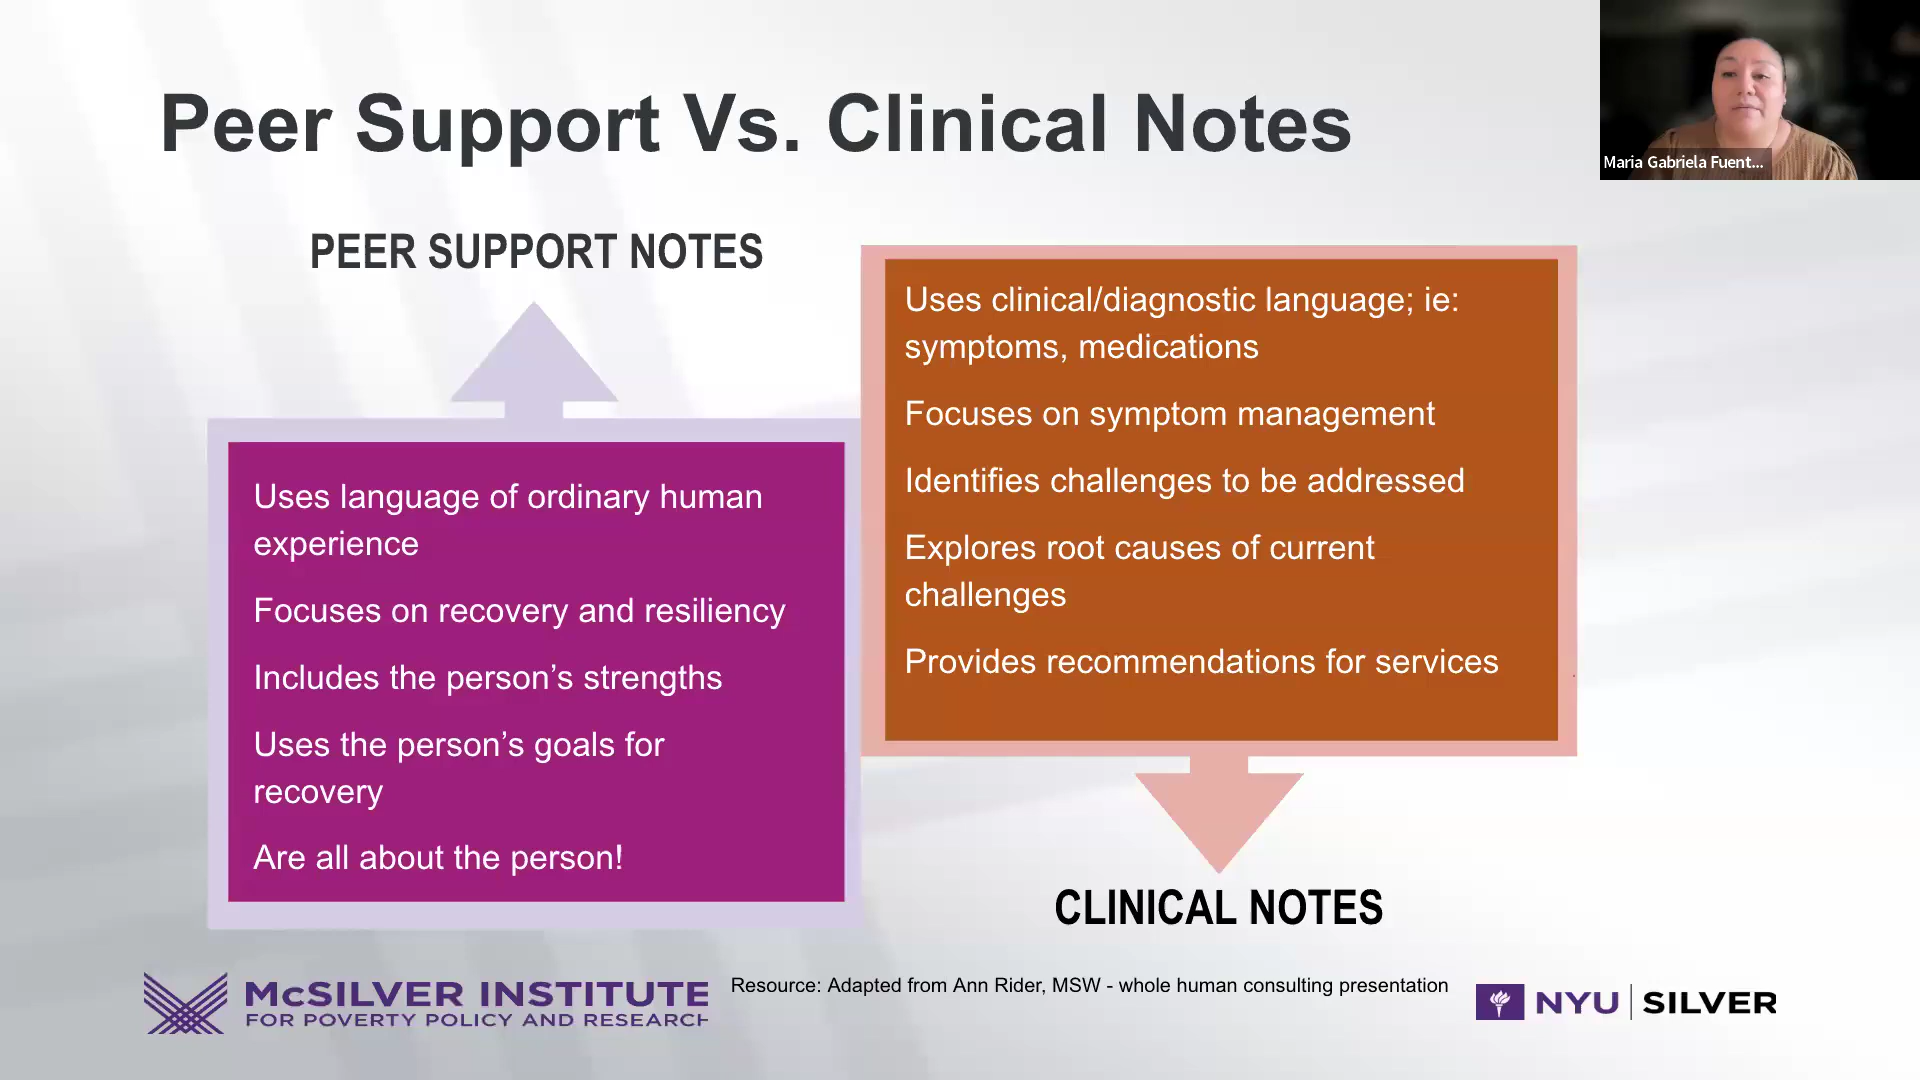 Peer Support Vs. Clinical Notes
Maria Gabriela Fuent...
PEER SUPPORT NOTES
Uses language of ordinary human
experience
Focuses on recovery and resiliency
Includes the person’s strengths
Uses the person’s goals for
recovery
Are all about the person!
Uses clinical/diagnostic language; ie:
symptoms, medications
Focuses on symptom management
Identifies challenges to be addressed
Explores root causes of current
challenges
Provides recommendations for services
CLINICAL NOTES
McSILVER INSTITUTE
FOR POVERTY POLICY AND RESEARCH
Resource: Adapted from Ann Rider, MSW - whole human consulting presentation
NYU SILVER